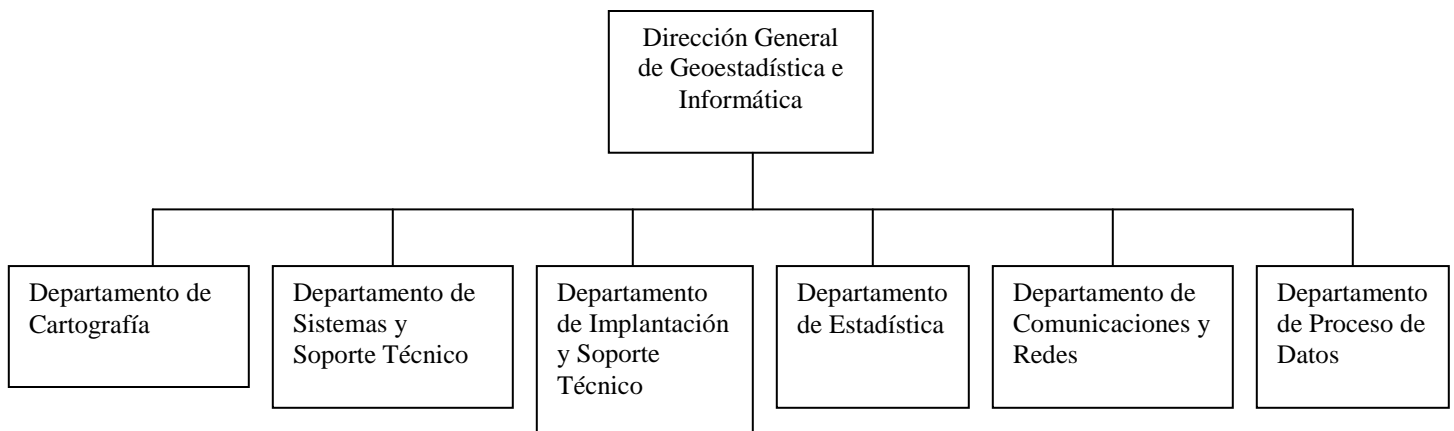 Dirección General
de Geoestadística e
Informática
Departamento de
Cartografía
Departamento de
Sistemas y
Soporte Técnico
Departamento
de Implantación
y Soporte
Técnico
Departamento
de Estadística
Departamento de
Comunicaciones y
Redes
Departamento
de Proceso de
Datos